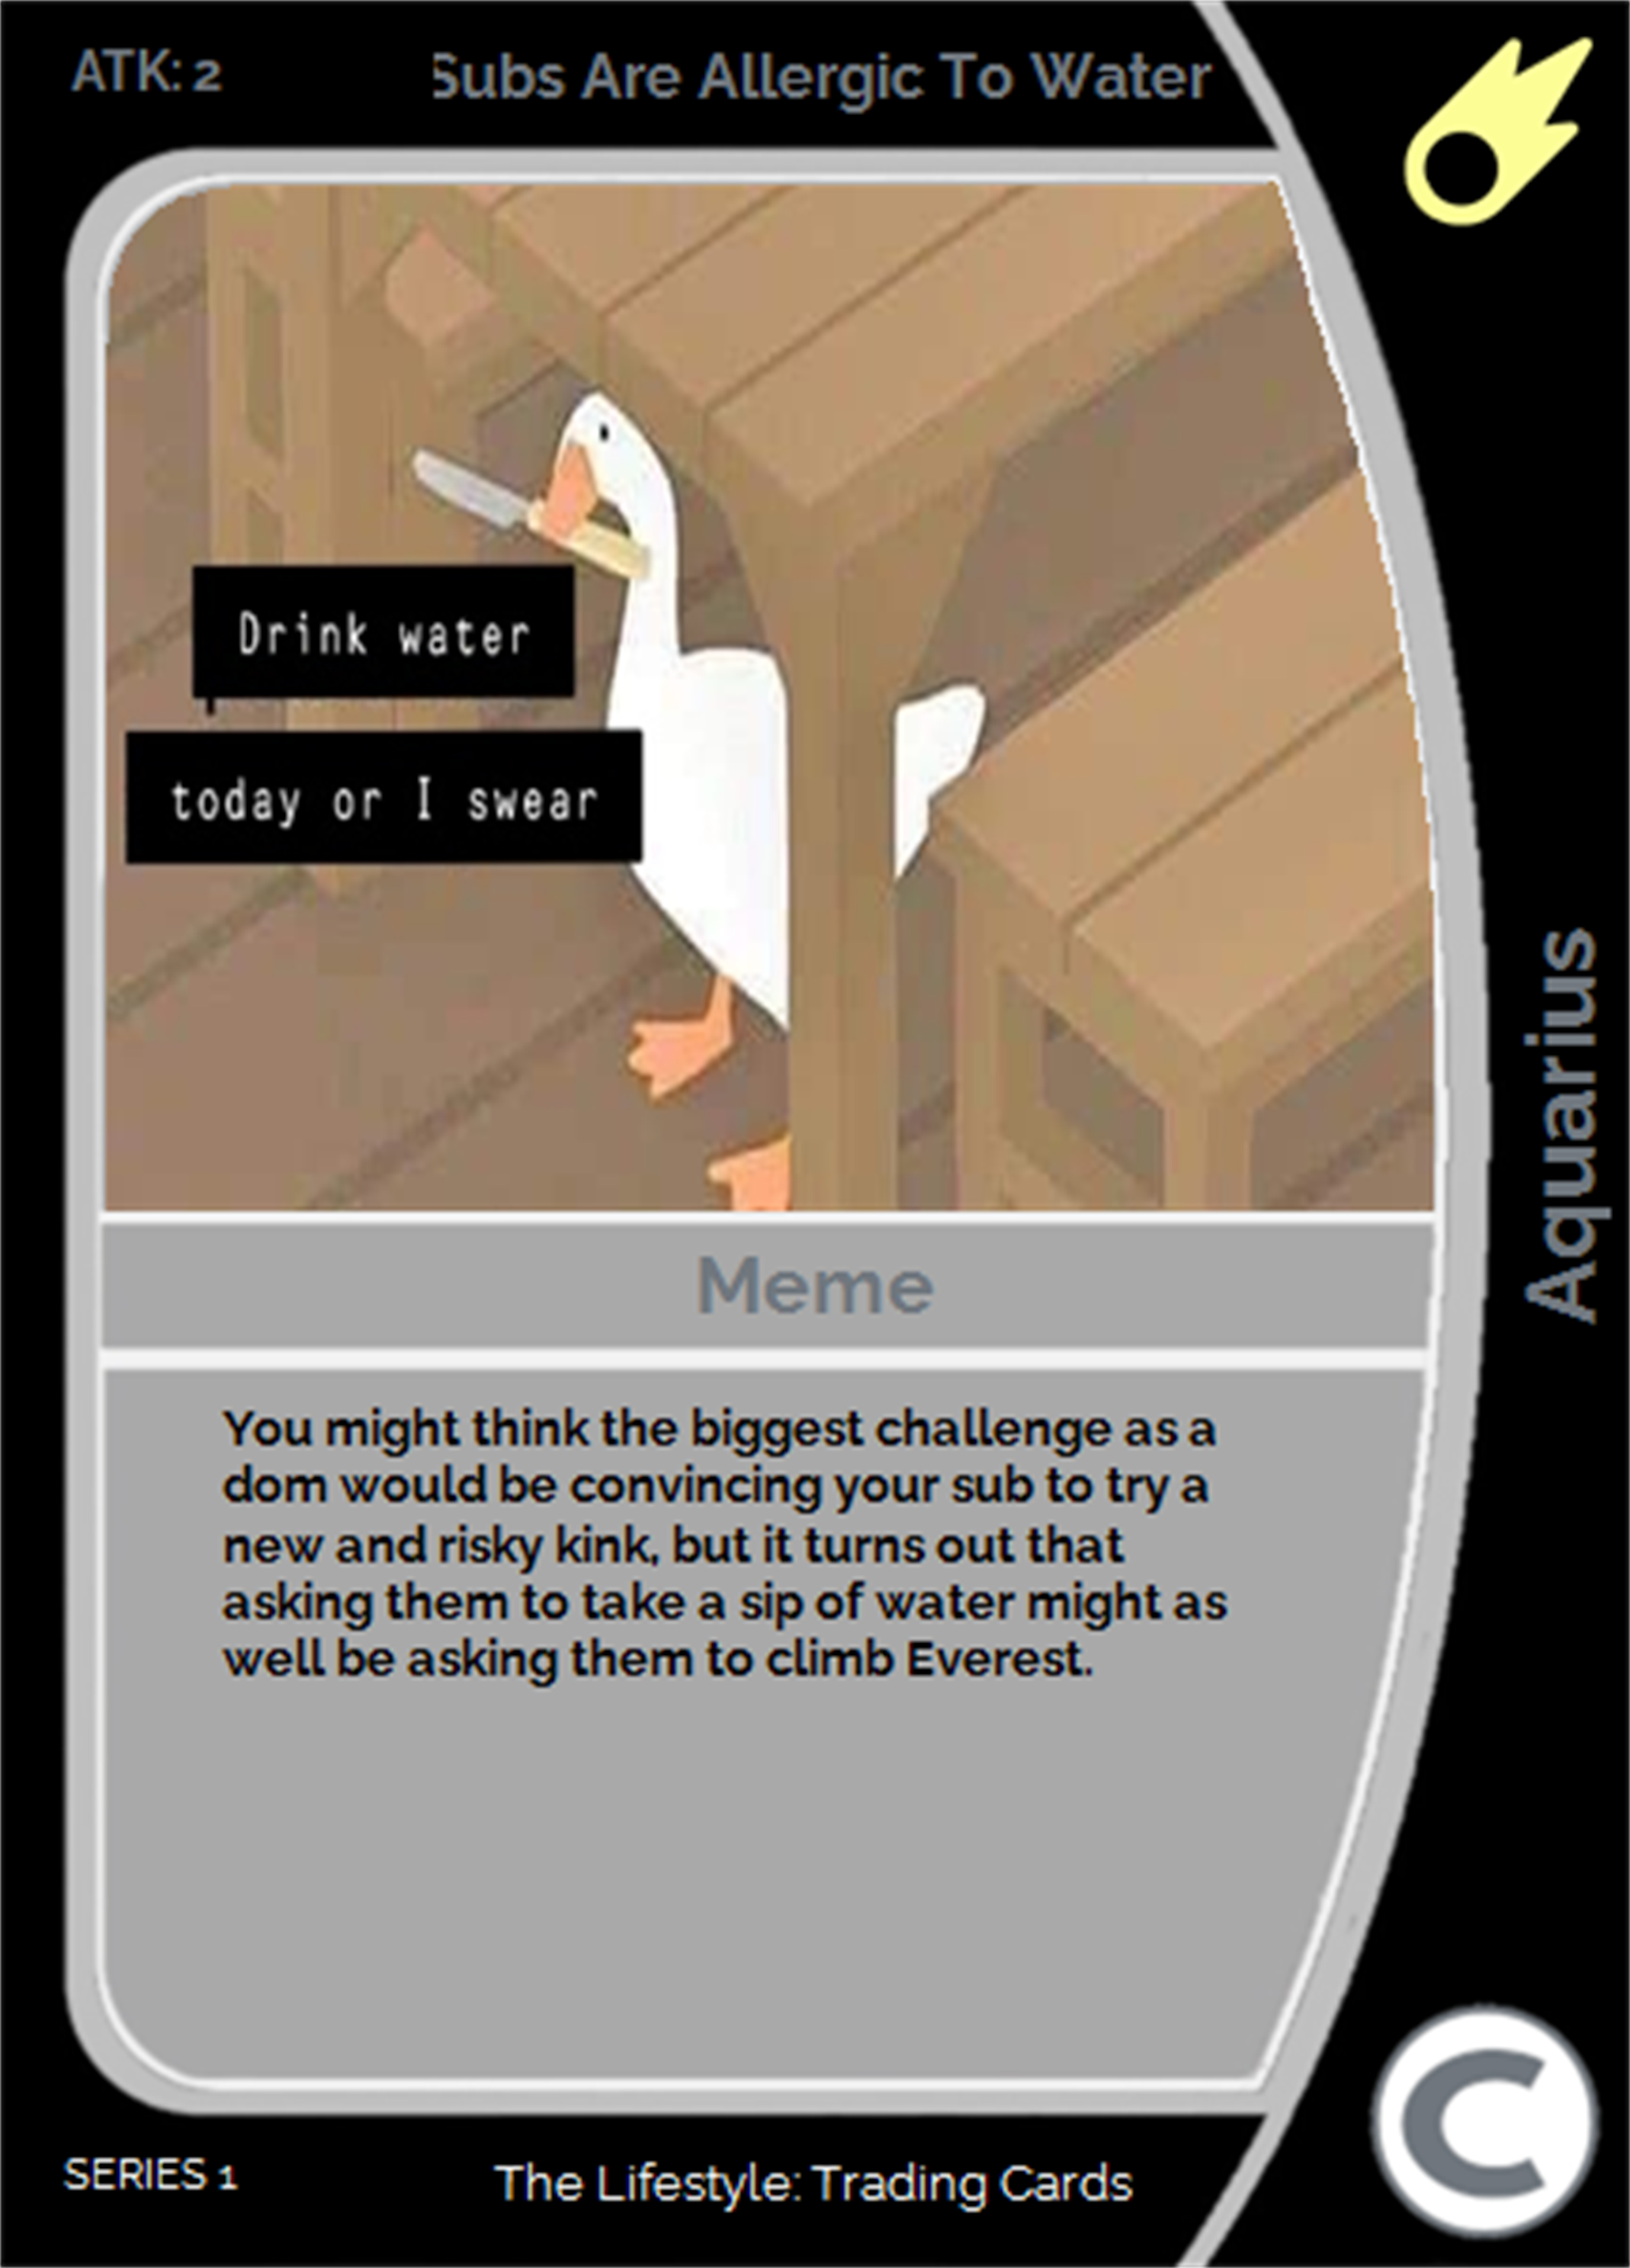 ATK: 2
Subs Are Allergic To Water
Drink water
today or I swear
Aquarius
Meme
You might think the biggest challenge as a
dom would be convincing your sub to try a
new and risky kink, but it turns out that
asking them to take a sip of water might as
well be asking them to climb Everest.
C
SERIES 1
The Lifestyle: Trading Cards